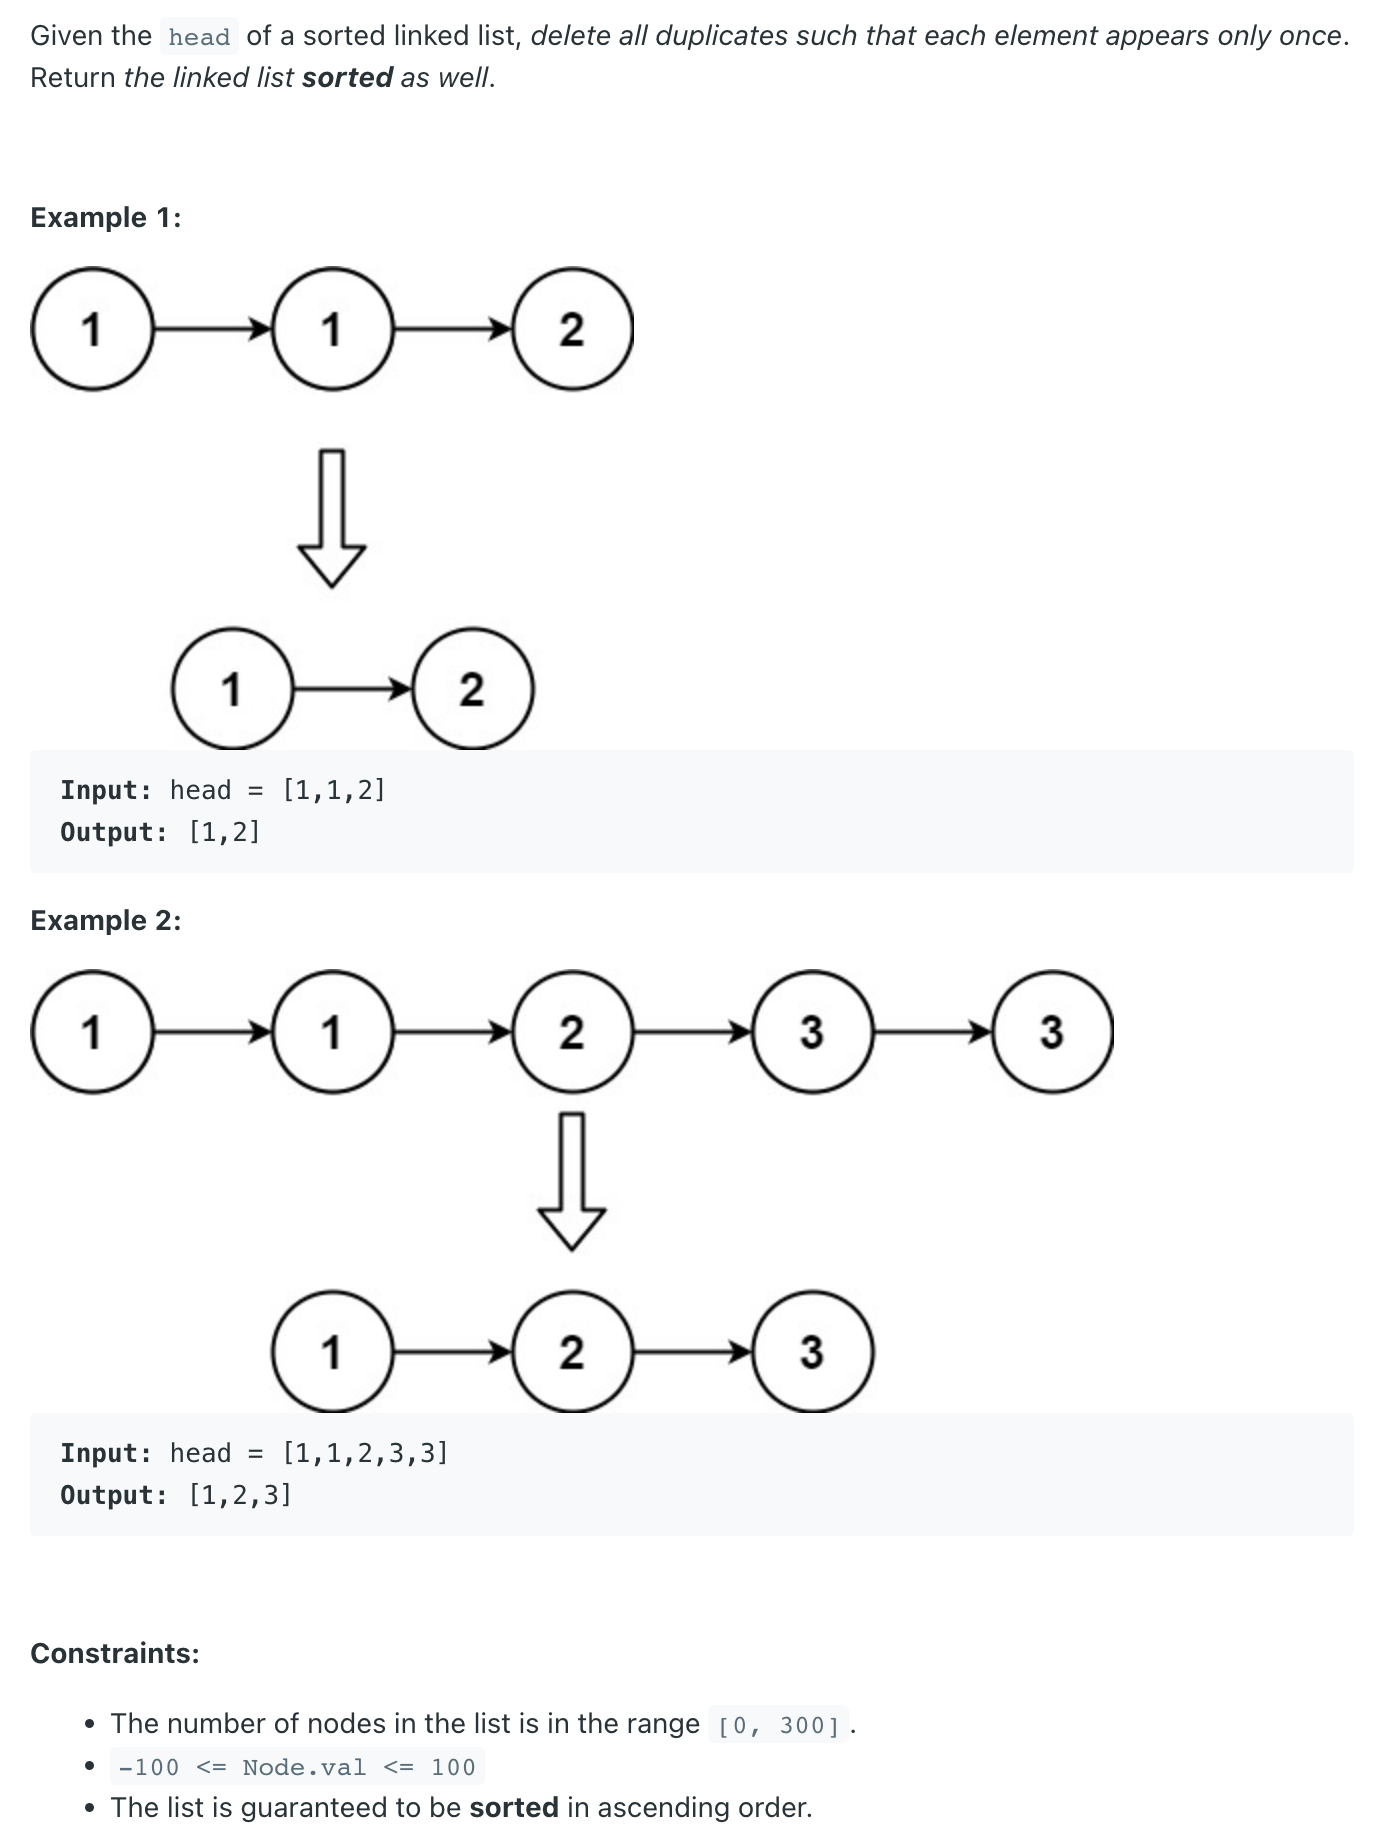 Given the head of a sorted linked list, delete all duplicates such that each element appears only once.
Return the linked list sorted as well.
Example 1:
1 1 2
1 2
Input: head = [1,1,2]
Output: [1,2]
Example 2:
1 1 2 3 3
1 2 3
Input: head = [1,1,2,3,3]
Output: [1,2,3]
Constraints:
• The number of nodes in the list is in the range [0, 300].
• -100 <= Node.val <= 100
• The list is guaranteed to be sorted in ascending order.